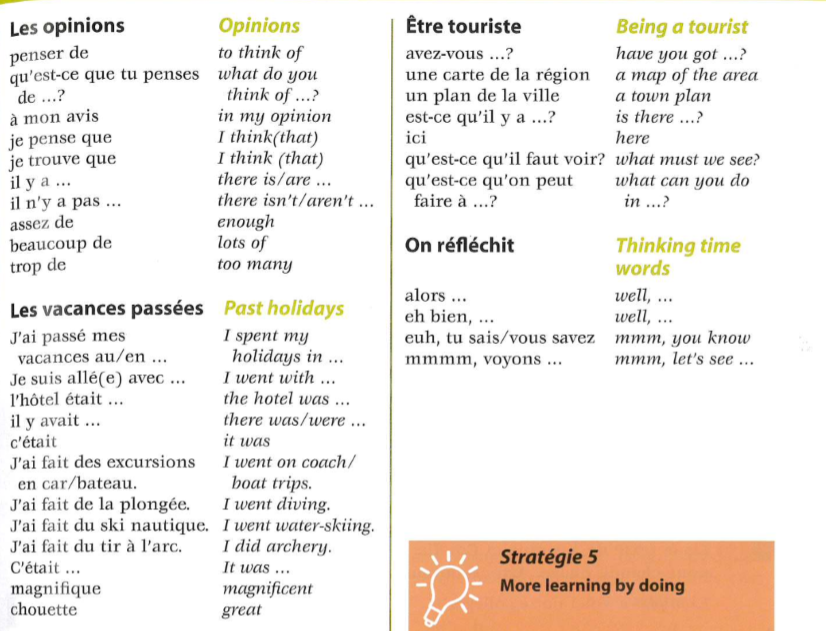 Les opinions Opinions
penser de to think of
qu'est-ce que tu penses what do you
de ...? think of ...?
à mon avis in my opinion
je pense que I think(that)
je trouve que I think (that)
il y a ... there is/are ...
il n'y a pas ... there isn't/aren't ...
assez de enough
beaucoup de lots of
trop de too many
Les vacances passées Past holidays
J'ai passé mes I spent my
vacances au/en ... holidays in ...
Je suis allé(e) avec ... I went with ...
l'hôtel était ... the hotel was ...
il y avait ... there was/were ...
c'était it was
J'ai fait des excursions I went on coach/
en car/bateau. boat trips.
J'ai fait de la plongée. I went diving.
J'ai fait du ski nautique. I went water-skiing.
J'ai fait du tir à l'arc. I did archery.
C'était ... It was ...
magnifique magnificent
chouette great
Être touriste Being a tourist
avez-vous ...? have you got ...?
une carte de la région a map of the area
un plan de la ville a town plan
est-ce qu'il y a ...? is there ...?
ici here
qu'est-ce qu'il faut voir? what must we see?
qu'est-ce qu'on peut what can you do
faire à ...? in ...?
On réfléchit Thinking time
words
alors ... well, ...
eh bien, ... well, ...
euh, tu sais/vous savez mmm, you know
mmmm, voyons ... mmm, let's see ...
Stratégie 5
More learning by doing